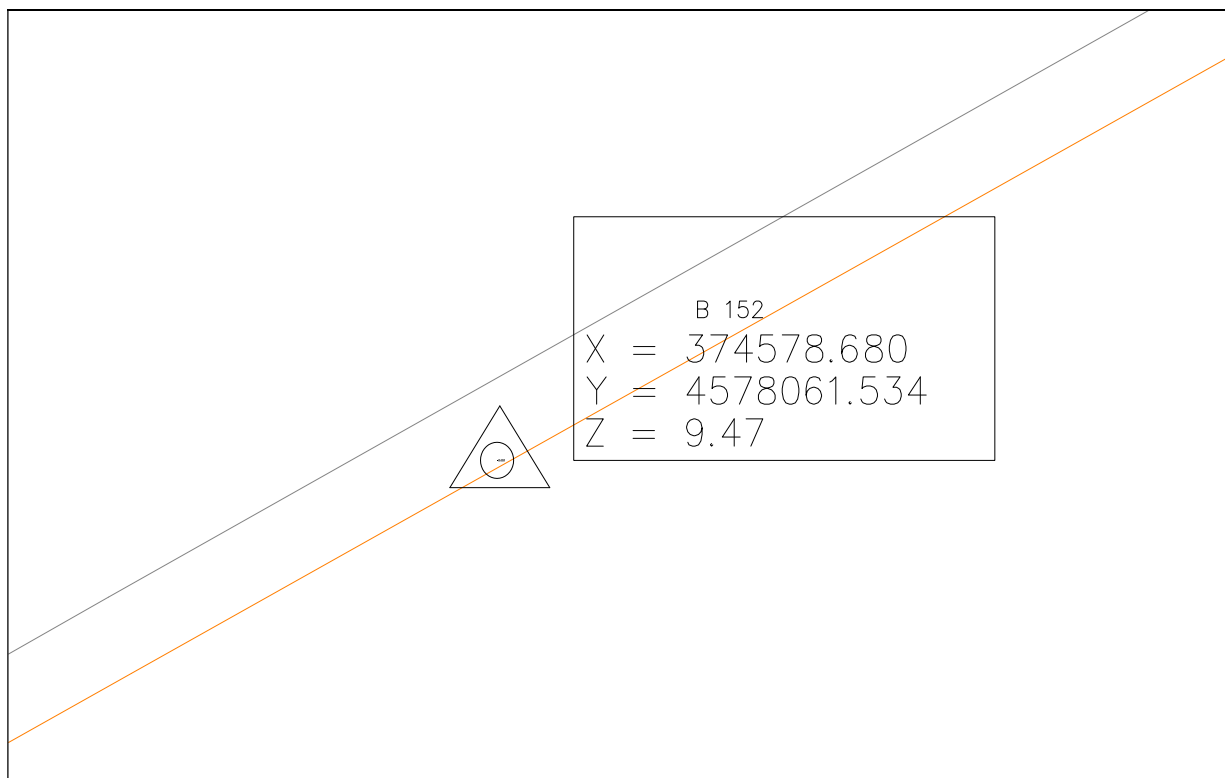 B 152
X = 374578.680
Y = 4578061.534
Z = 9.47